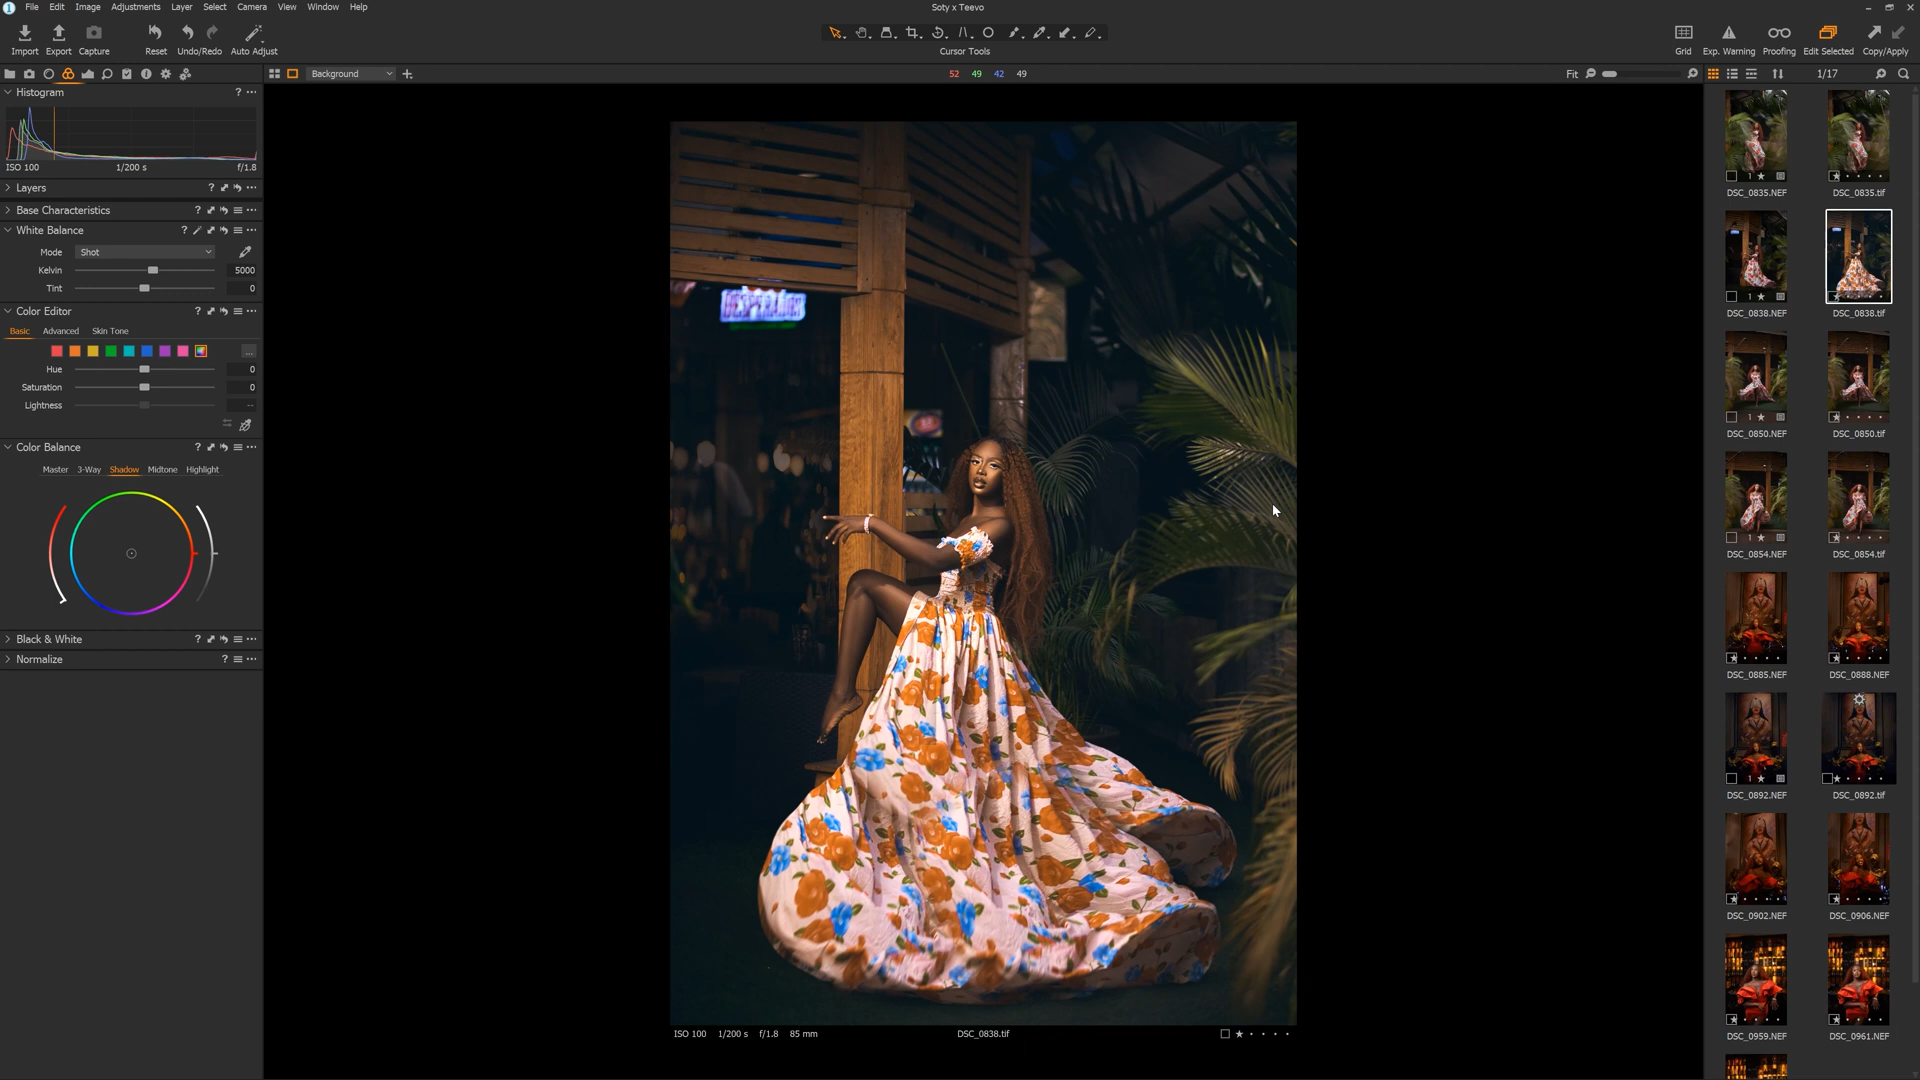 Soty x Teevo
File Edit Image Adjustments Layer Select Camera View Window Help
Import Export Capture Reset Undo/Redo Auto Adjust
Cursor Tools
Grid Exp. Warning Proofing Edit Selected Copy/Apply
Background
52 49 42 49
Fit
1/17
Histogram
ISO 100 1/200 s f/1.8
Layers
Base Characteristics
White Balance
Mode Shot
Kelvin 5000
Tint 0
Color Editor
Basic Advanced Skin Tone
Hue 0
Saturation 0
Lightness --
Color Balance
Master 3-Way Shadow Midtone Highlight
Black & White
Normalize
DESPERADOS
ISO 100 1/200 s f/1.8 85 mm DSC_0838.tif
DSC_0835.NEF DSC_0835.tif
DSC_0838.NEF DSC_0838.tif
DSC_0850.NEF DSC_0850.tif
DSC_0854.NEF DSC_0854.tif
DSC_0885.NEF DSC_0888.NEF
DSC_0892.NEF DSC_0892.tif
DSC_0902.NEF DSC_0906.NEF
DSC_0959.NEF DSC_0961.NEF